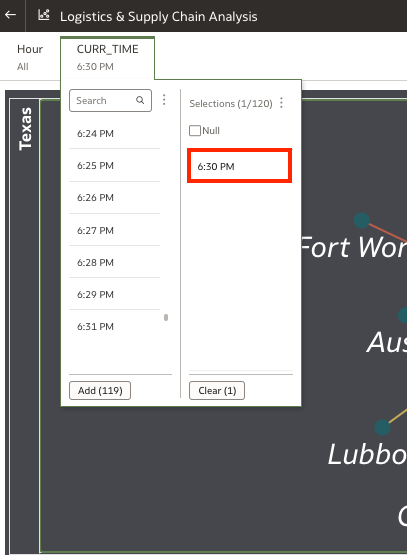 Logistics & Supply Chain Analysis
Hour
All
CURR_TIME
6:30 PM
Search
6:24 PM
6:25 PM
6:26 PM
6:27 PM
6:28 PM
6:29 PM
6:31 PM
Add (119)
Selections (1/120)
Null
6:30 PM
Clear (1)
Texas
Fort Wor
Aus
Lubbo